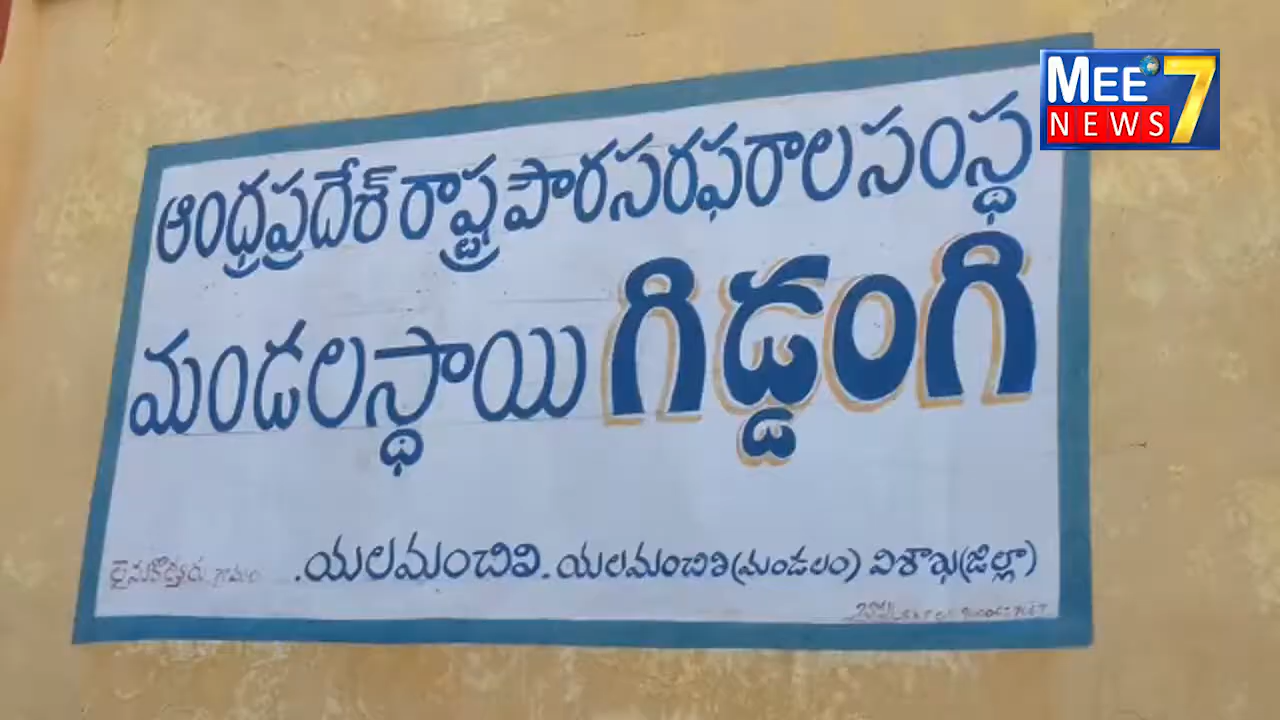 MEE 7
NEWS
ఆంధ్రప్రదేశ్ రాష్ట్ర పౌరసరఫరాల సంస్థ
మండలస్థాయి గిడ్డంగి
యలమంచిలి. యలమంచిలి(మండలం) విశాఖ(జిల్లా)